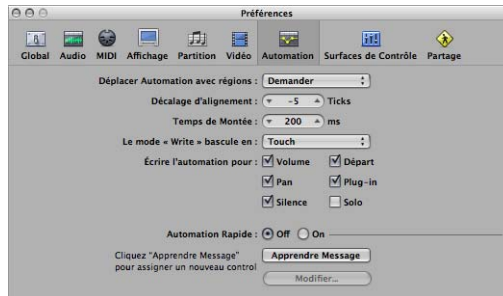 Préférences
Global Audio MIDI Affichage Partition Vidéo Automation Surfaces de Contrôle Partage
Déplacer Automation avec régions : Demander
Décalage d'alignement : -5 Ticks
Temps de Montée : 200 ms
Le mode « Write » bascule en : Touch
Écrire l'automation pour : Volume Départ
Pan Plug-in
Silence Solo
Automation Rapide : Off On
Cliquez "Apprendre Message" Apprendre Message
pour assigner un nouveau control
Modifier...